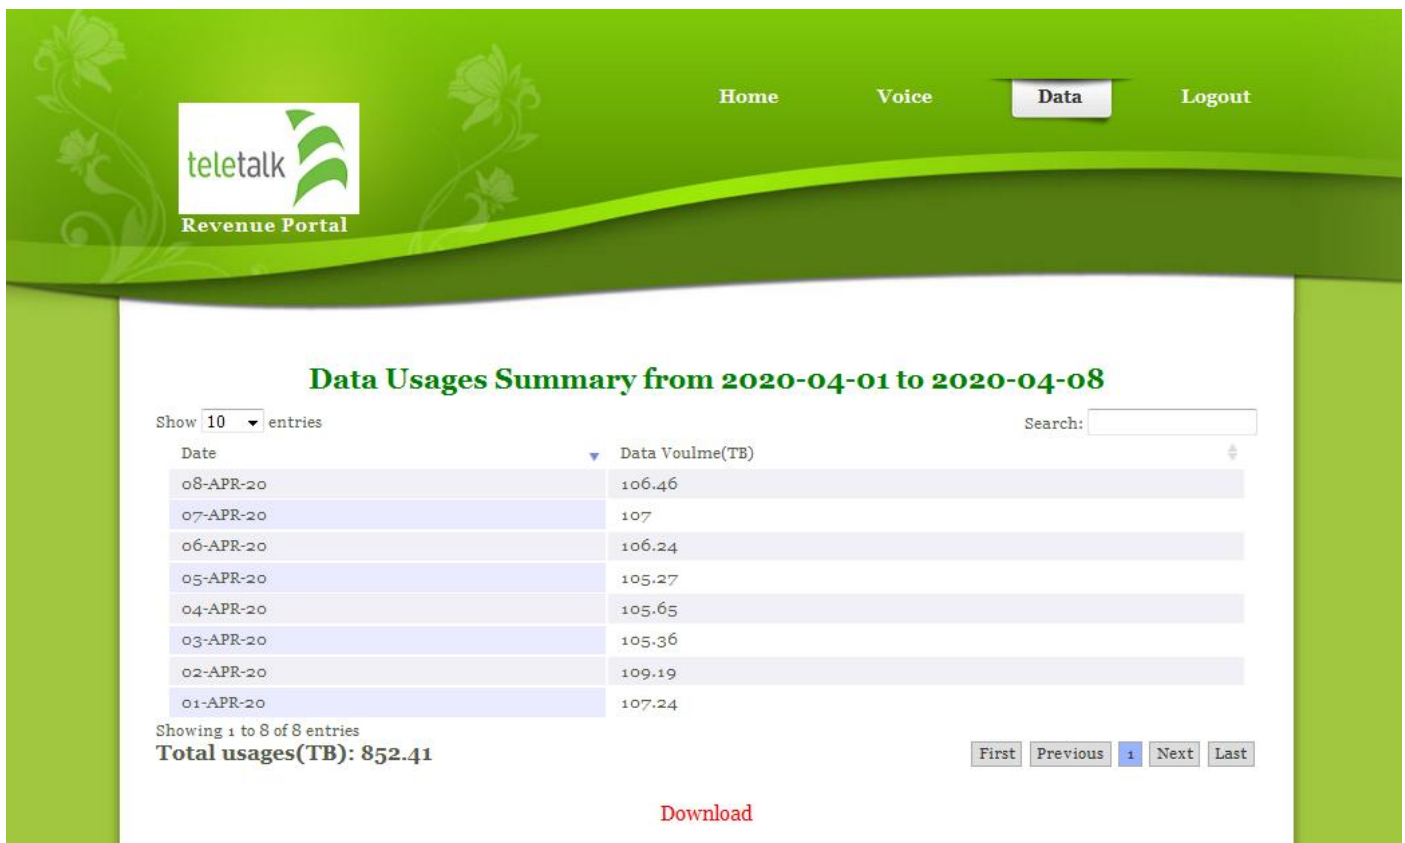 Home Voice Data Logout
teletalk
Revenue Portal
Data Usages Summary from 2020-04-01 to 2020-04-08
Show 10 entries Search:
Date Data Voulme(TB)
08-APR-20 106.46
07-APR-20 107
06-APR-20 106.24
05-APR-20 105.27
04-APR-20 105.65
03-APR-20 105.36
02-APR-20 109.19
01-APR-20 107.24
Showing 1 to 8 of 8 entries
Total usages(TB): 852.41 First Previous 1 Next Last
Download